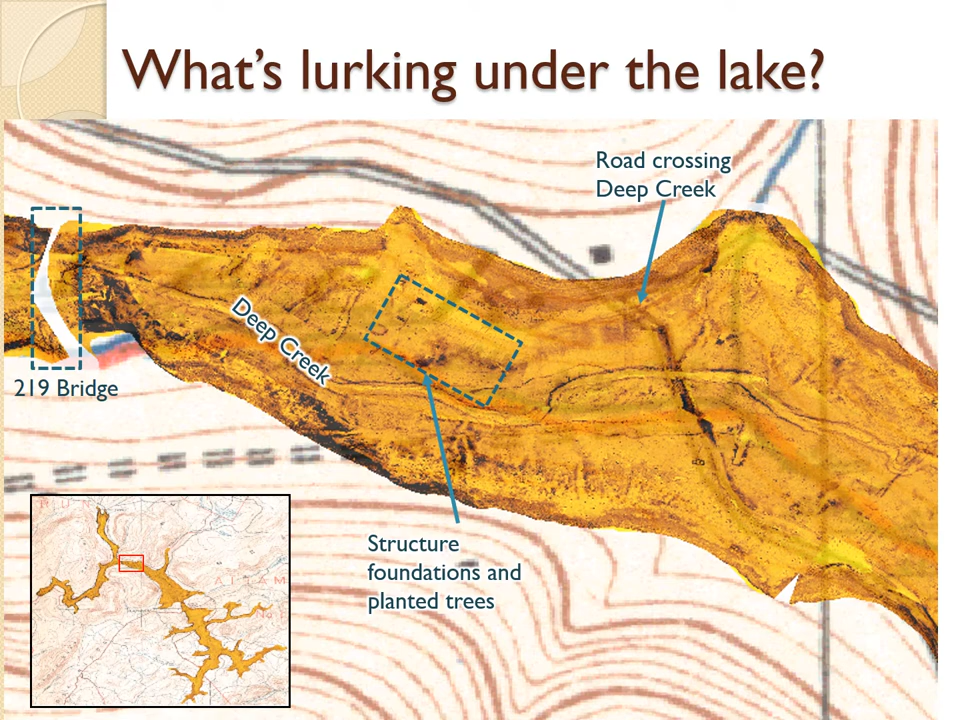 What's lurking under the lake?
Road crossing
Deep Creek
Deep Creek
219 Bridge
Structure
foundations and
planted trees